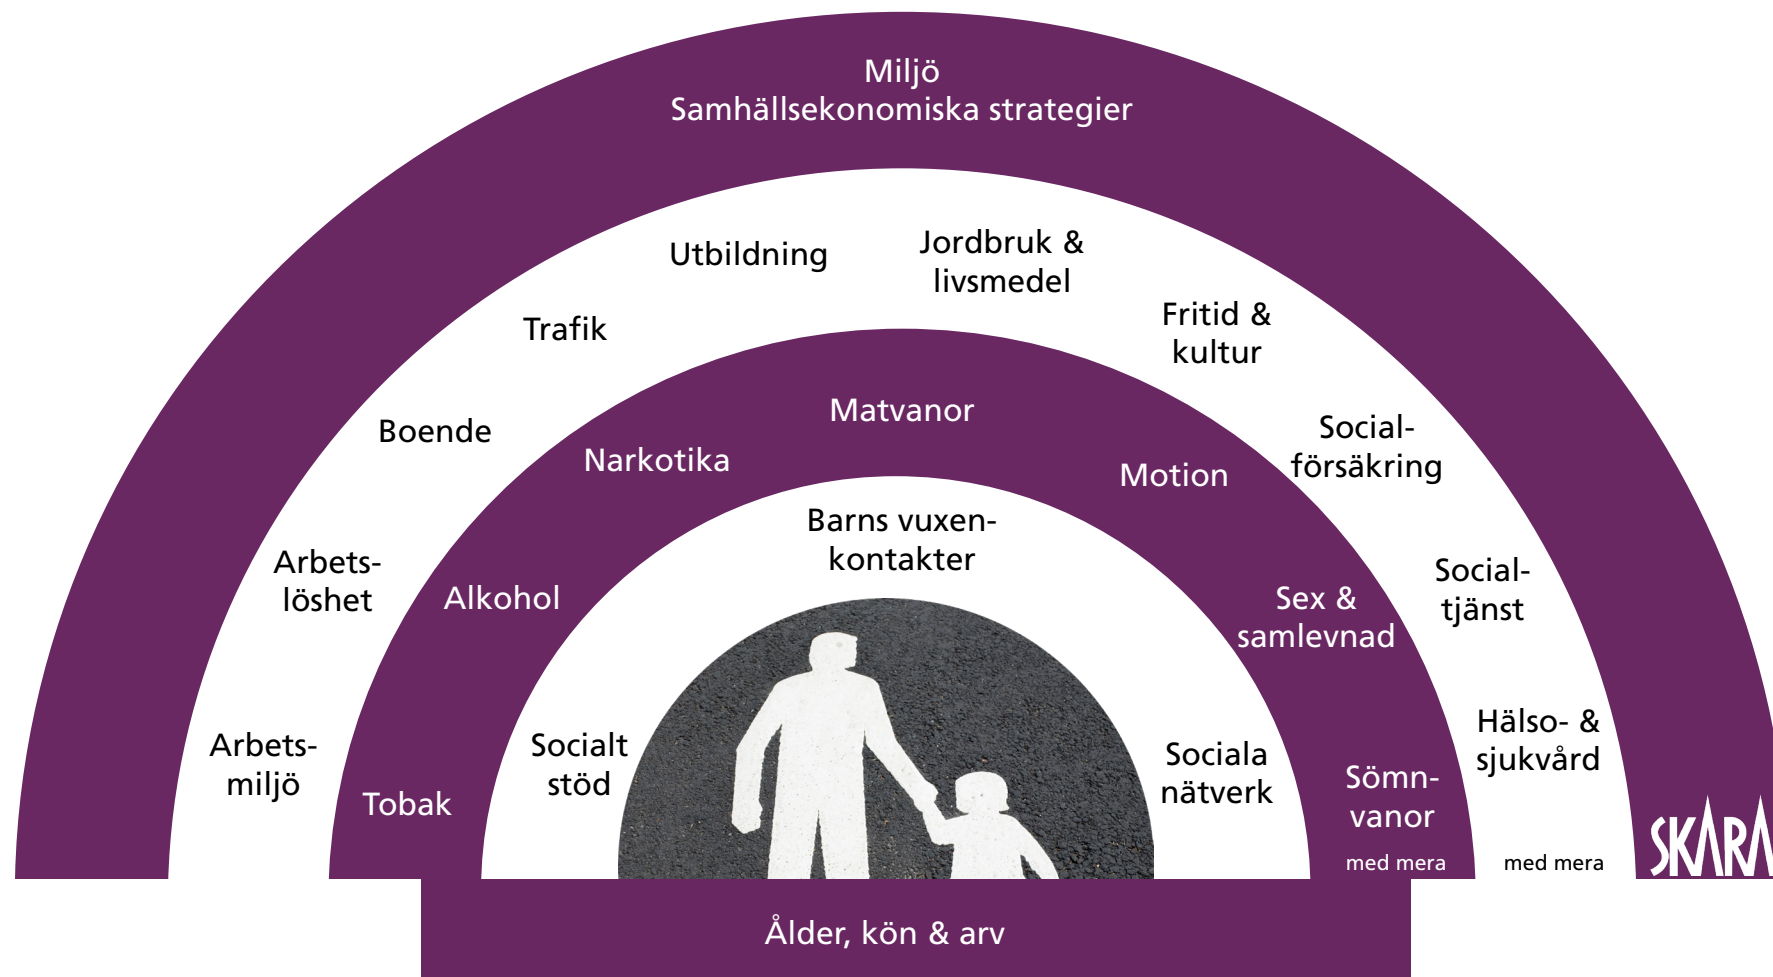 Miljö
Samhällsekonomiska strategier
Utbildning
Jordbruk &
livsmedel
Trafik
Fritid &
kultur
Boende
Social-
försäkring
Arbets-
löshet
Social-
tjänst
Arbets-
miljö
Hälso- &
sjukvård
med mera
Matvanor
Narkotika
Motion
Alkohol
Sex &
samlevnad
Tobak
Sömn-
vanor
med mera
Barns vuxen-
kontakter
Socialt
stöd
Sociala
nätverk
SKARA
Ålder, kön & arv